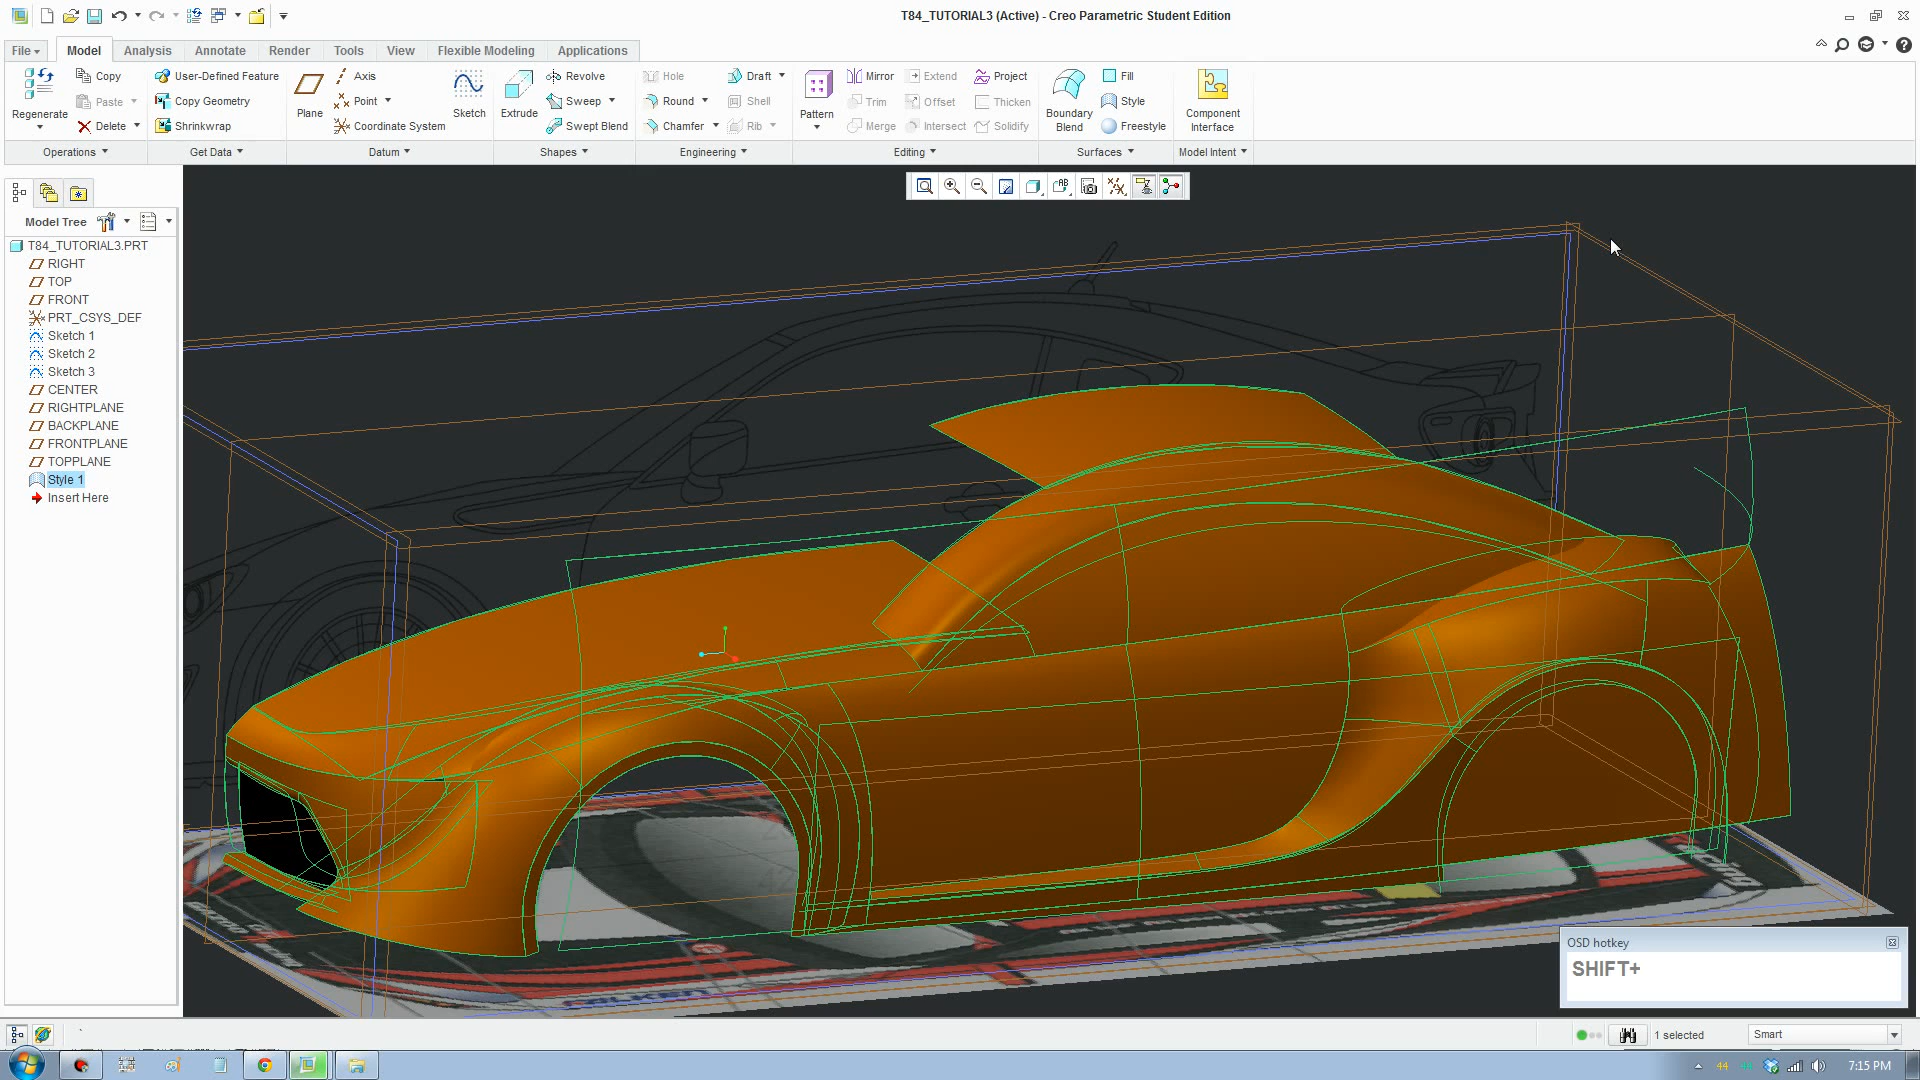 T84_TUTORIAL3 (Active) - Creo Parametric Student Edition
File Model Analysis Annotate Render Tools View Flexible Modeling Applications
Regenerate
Copy
Paste
Delete
Operations
User-Defined Feature
Copy Geometry
Shrinkwrap
Get Data
Plane
Axis
Point
Coordinate System
Sketch
Datum
Extrude
Revolve
Sweep
Swept Blend
Shapes
Hole
Round
Chamfer
Draft
Shell
Rib
Engineering
Pattern
Mirror
Trim
Merge
Extend
Offset
Intersect
Project
Thicken
Solidify
Editing
Boundary
Blend
Fill
Style
Freestyle
Surfaces
Component
Interface
Model Intent
Model Tree
T84_TUTORIAL3.PRT
RIGHT
TOP
FRONT
PRT_CSYS_DEF
Sketch 1
Sketch 2
Sketch 3
CENTER
RIGHTPLANE
BACKPLANE
FRONTPLANE
TOPPLANE
Style 1
Insert Here
OSD hotkey
SHIFT+
1 selected
Smart
44
7:15 PM